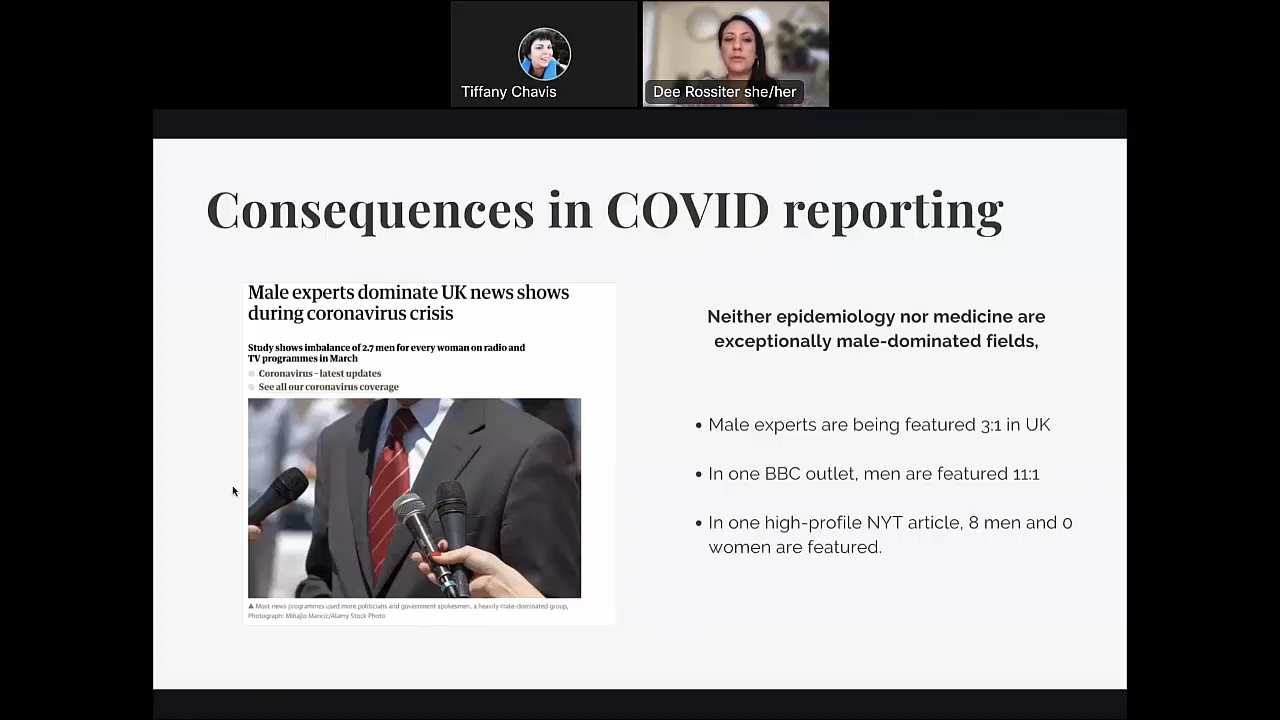 Tiffany Chavis
Dee Rossiter she/her
Consequences in COVID reporting
Male experts dominate UK news shows
during coronavirus crisis
Study shows imbalance of 2.7 men for every woman on radio and
TV programmes in March
Coronavirus – latest updates
See all our coronavirus coverage
▲ Most news programmes used more politicians and government spokesmen, a heavily male-dominated group,
Photograph: Mihajlo Maricic/Alamy Stock Photo
Neither epidemiology nor medicine are
exceptionally male-dominated fields,
• Male experts are being featured 3:1 in UK
• In one BBC outlet, men are featured 11:1
• In one high-profile NYT article, 8 men and 0
women are featured.